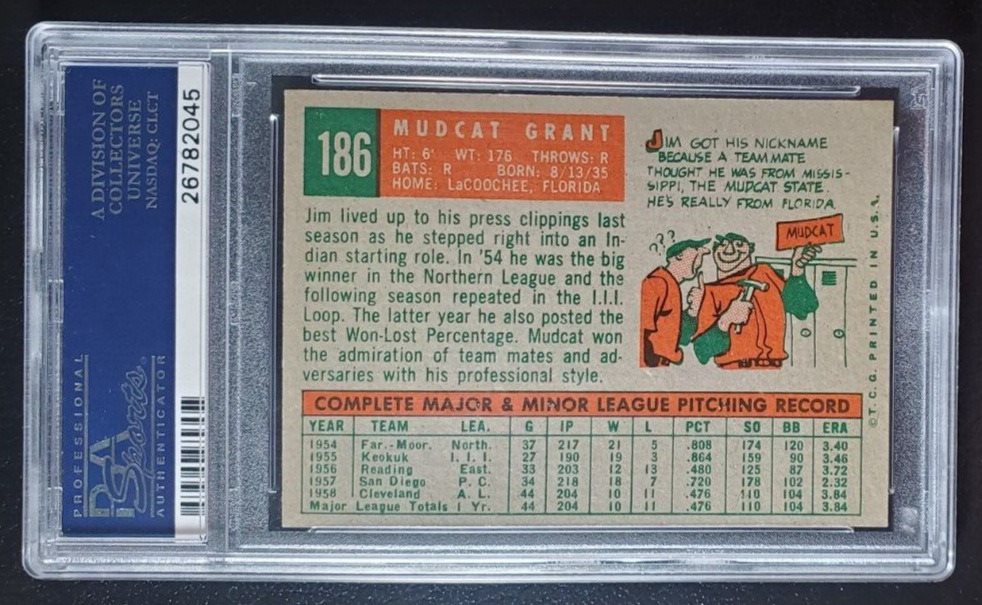 A DIVISION OF
COLLECTORS
UNIVERSE
NASDAQ: CLCT
26782045
PROFESSIONAL
PSA
Sports
AUTHENTICATOR
186
MUDCAT GRANT
HT: 6' WT: 176 THROWS: R
BATS: R BORN: 8/13/35
HOME: LaCOOCHEE, FLORIDA
JIM GOT HIS NICKNAME
BECAUSE A TEAMMATE
THOUGHT HE WAS FROM MISSIS-
SIPPI, THE MUDCAT STATE.
HE'S REALLY FROM FLORIDA.
???
MUDCAT
Jim lived up to his press clippings last
season as he stepped right into an In-
dian starting role. In '54 he was the big
winner in the Northern League and the
following season repeated in the I.I.I.
Loop. The latter year he also posted the
best Won-Lost Percentage. Mudcat won
the admiration of team mates and ad-
versaries with his professional style.
COMPLETE MAJOR & MINOR LEAGUE PITCHING RECORD
YEAR TEAM LEA. G IP W L PCT SO BB ERA
1954 Far.-Moor. North. 37 217 21 5 .808 174 120 3.40
1955 Keokuk I. I. I. 27 190 19 3 .864 159 90 3.46
1956 Reading East. 33 203 12 13 .480 125 87 3.72
1957 San Diego P. C. 34 218 18 7 .720 178 102 2.32
1958 Cleveland A. L. 44 204 10 11 .476 110 104 3.84
Major League Totals 1 Yr. 44 204 10 11 .476 110 104 3.84
©T. C. G. PRINTED IN U.S.A.